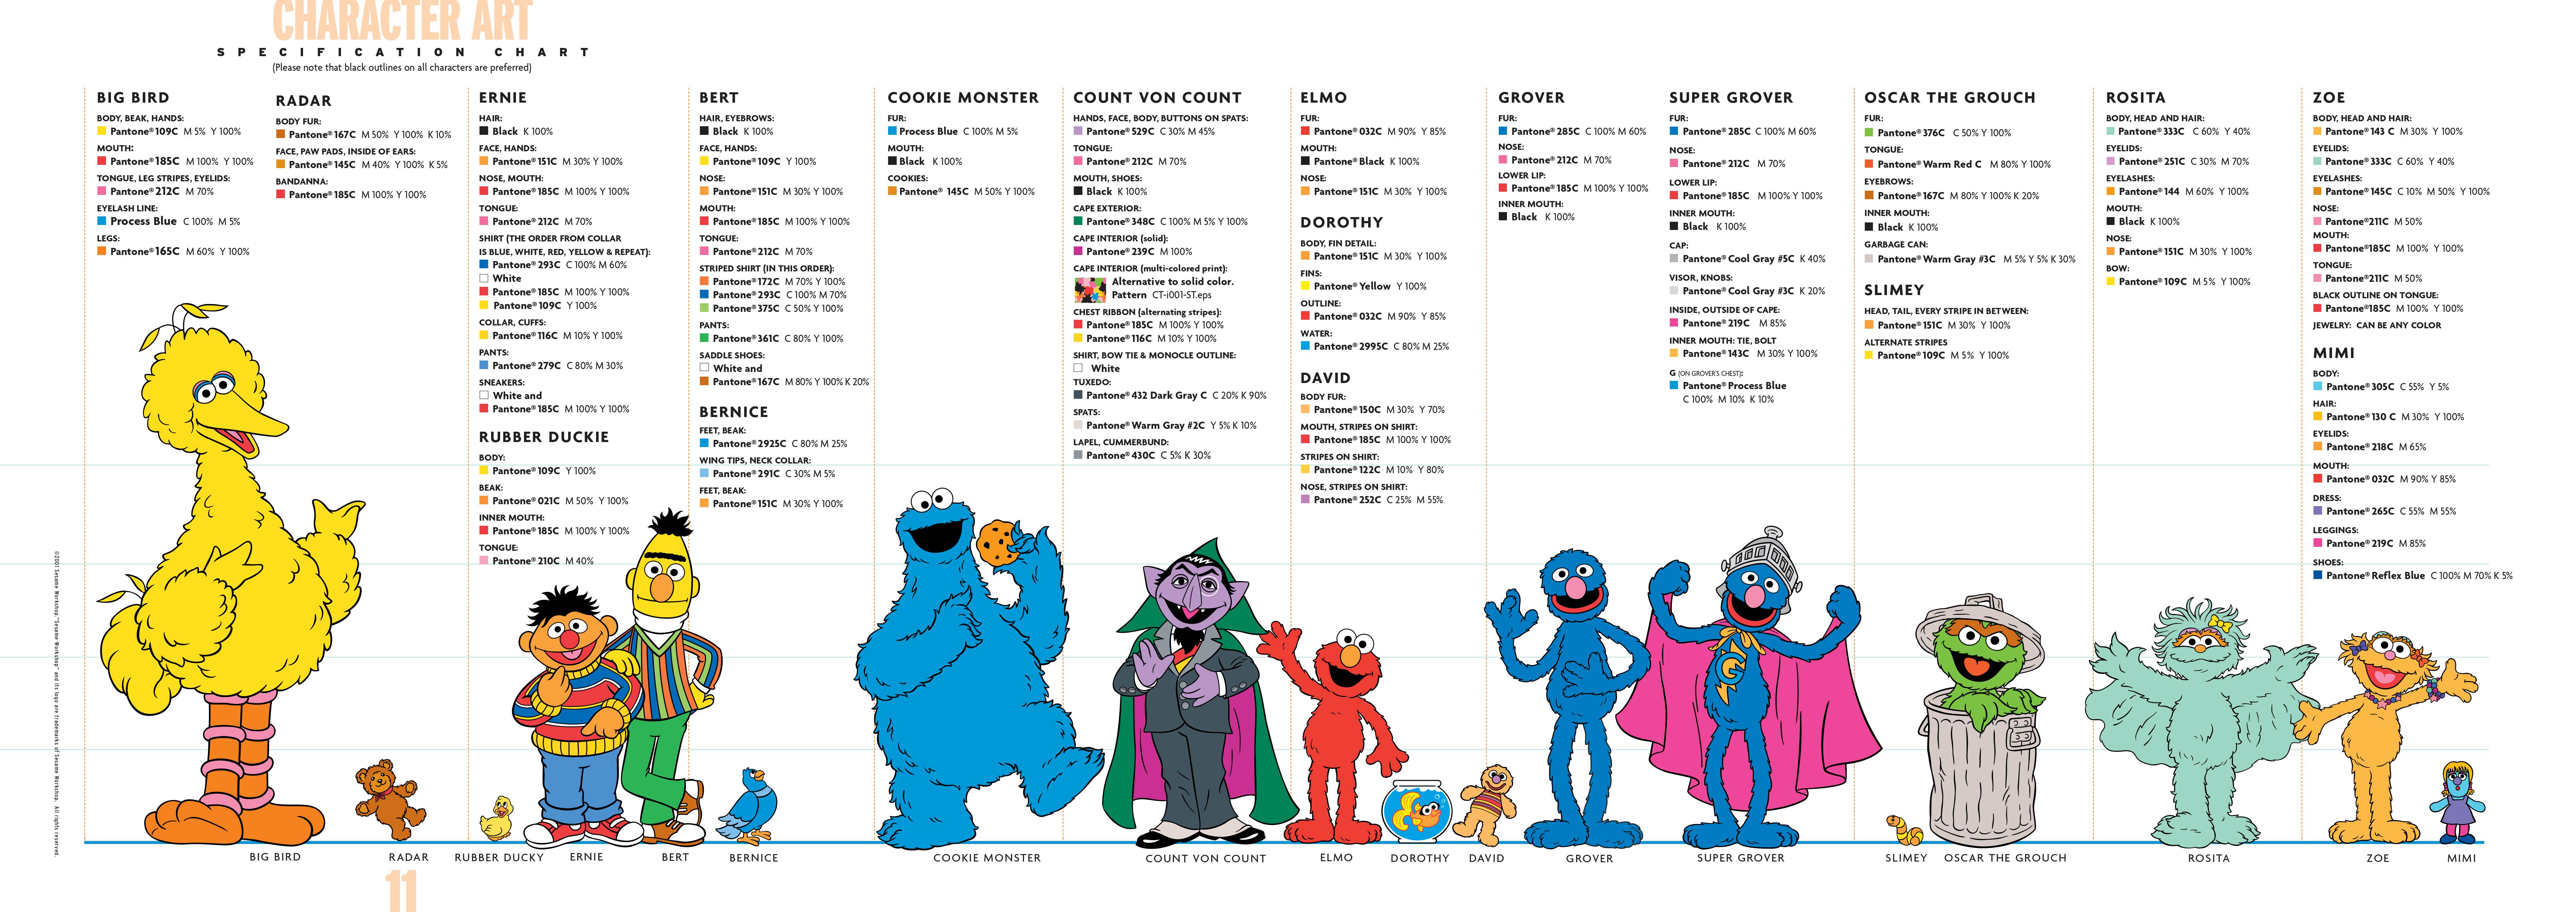 CHARACTER ART
SPECIFICATION CHART
(Please note that black outlines on all characters are preferred)
BIG BIRD
BODY, BEAK, HANDS:
Pantone® 109C M 5% Y 100%
MOUTH:
Pantone® 185C M 100% Y 100%
TONGUE, LEG STRIPES, EYELIDS:
Pantone® 212C M 70%
EYELASH LINE:
Process Blue C 100% M 5%
LEGS:
Pantone® 165C M 60% Y 100%
RADAR
BODY FUR:
Pantone® 167C M 50% Y 100% K 10%
FACE, PAW PADS, INSIDE OF EARS:
Pantone® 145C M 40% Y 100% K 5%
BANDANNA:
Pantone® 185C M 100% Y 100%
ERNIE
HAIR:
Black K 100%
FACE, HANDS:
Pantone® 151C M 30% Y 100%
NOSE, MOUTH:
Pantone® 185C M 100% Y 100%
TONGUE:
Pantone® 212C M 70%
SHIRT (THE ORDER FROM COLLAR
IS BLUE, WHITE, RED, YELLOW & REPEAT):
Pantone® 293C C 100% M 60%
White
Pantone® 185C M 100% Y 100%
Pantone® 109C Y 100%
COLLAR, CUFFS:
Pantone® 116C M 10% Y 100%
PANTS:
Pantone® 279C C 80% M 30%
SNEAKERS:
White and
Pantone® 185C M 100% Y 100%
RUBBER DUCKIE
BODY:
Pantone® 109C Y 100%
BEAK:
Pantone® 021C M 50% Y 100%
INNER MOUTH:
Pantone® 185C M 100% Y 100%
TONGUE:
Pantone® 210C M 40%
BERT
HAIR, EYEBROWS:
Black K 100%
FACE, HANDS:
Pantone® 109C Y 100%
NOSE:
Pantone® 151C M 30% Y 100%
MOUTH:
Pantone® 185C M 100% Y 100%
TONGUE:
Pantone® 212C M 70%
STRIPED SHIRT (IN THIS ORDER):
Pantone® 172C M 70% Y 100%
Pantone® 293C C 100% M 70%
Pantone® 375C C 50% Y 100%
PANTS:
Pantone® 361C C 80% Y 100%
SADDLE SHOES:
White and
Pantone® 167C M 80% Y 100% K 20%
BERNICE
FEET, BEAK:
Pantone® 2925C C 80% M 25%
WING TIPS, NECK COLLAR:
Pantone® 291C C 30% M 5%
FEET, BEAK:
Pantone® 151C M 30% Y 100%
COOKIE MONSTER
FUR:
Process Blue C 100% M 5%
MOUTH:
Black K 100%
COOKIES:
Pantone® 145C M 50% Y 100%
COUNT VON COUNT
HANDS, FACE, BODY, BUTTONS ON SPATS:
Pantone® 529C C 30% M 45%
TONGUE:
Pantone® 212C M 70%
MOUTH, SHOES:
Black K 100%
CAPE EXTERIOR:
Pantone® 348C C 100% M 5% Y 100%
CAPE INTERIOR (solid):
Pantone® 239C M 100%
CAPE INTERIOR (multi-colored print):
Alternative to solid color.
Pattern CT-i001-ST.eps
CHEST RIBBON (alternating stripes):
Pantone® 185C M 100% Y 100%
Pantone® 116C M 10% Y 100%
SHIRT, BOW TIE & MONOCLE OUTLINE:
White
TUXEDO:
Pantone® 432 Dark Gray C C 20% K 90%
SPATS:
Pantone® Warm Gray #2C Y 5% K 10%
LAPEL, CUMMERBUND:
Pantone® 430C C 5% K 30%
ELMO
FUR:
Pantone® 032C M 90% Y 85%
MOUTH:
Pantone® Black K 100%
NOSE:
Pantone® 151C M 30% Y 100%
DOROTHY
BODY, FIN DETAIL:
Pantone® 151C M 30% Y 100%
FINS:
Pantone® Yellow Y 100%
OUTLINE:
Pantone® 032C M 90% Y 85%
WATER:
Pantone® 2995C C 80% M 25%
DAVID
BODY FUR:
Pantone® 150C M 30% Y 70%
MOUTH, STRIPES ON SHIRT:
Pantone® 185C M 100% Y 100%
STRIPES ON SHIRT:
Pantone® 122C M 10% Y 80%
NOSE, STRIPES ON SHIRT:
Pantone® 252C C 25% M 55%
GROVER
FUR:
Pantone® 285C C 100% M 60%
NOSE:
Pantone® 212C M 70%
LOWER LIP:
Pantone® 185C M 100% Y 100%
INNER MOUTH:
Black K 100%
SUPER GROVER
FUR:
Pantone® 285C C 100% M 60%
NOSE:
Pantone® 212C M 70%
LOWER LIP:
Pantone® 185C M 100% Y 100%
INNER MOUTH:
Black K 100%
CAP:
Pantone® Cool Gray #5C K 40%
VISOR, KNOBS:
Pantone® Cool Gray #3C K 20%
INSIDE, OUTSIDE OF CAPE:
Pantone® 219C M 85%
INNER MOUTH: TIE, BOLT
Pantone® 143C M 30% Y 100%
G (ON GROVER'S CHEST):
Pantone® Process Blue
C 100% M 10% K 10%
OSCAR THE GROUCH
FUR:
Pantone® 376C C 50% Y 100%
TONGUE:
Pantone® Warm Red C M 80% Y 100%
EYEBROWS:
Pantone® 167C M 80% Y 100% K 20%
INNER MOUTH:
Black K 100%
GARBAGE CAN:
Pantone® Warm Gray #3C M 5% Y 5% K 30%
SLIMEY
HEAD, TAIL, EVERY STRIPE IN BETWEEN:
Pantone® 151C M 30% Y 100%
ALTERNATE STRIPES
Pantone® 109C M 5% Y 100%
ROSITA
BODY, HEAD AND HAIR:
Pantone® 333C C 60% Y 40%
EYELIDS:
Pantone® 251C C 30% M 70%
EYELASHES:
Pantone® 144 M 60% Y 100%
MOUTH:
Black K 100%
NOSE:
Pantone® 151C M 30% Y 100%
BOW:
Pantone® 109C M 5% Y 100%
ZOE
BODY, HEAD AND HAIR:
Pantone® 143 C M 30% Y 100%
EYELIDS:
Pantone® 333C C 60% Y 40%
EYELASHES:
Pantone® 145C C 10% M 50% Y 100%
NOSE:
Pantone® 211C M 50%
MOUTH:
Pantone® 185C M 100% Y 100%
TONGUE:
Pantone® 211C M 50%
BLACK OUTLINE ON TONGUE:
Pantone® 185C M 100% Y 100%
JEWELRY: CAN BE ANY COLOR
MIMI
BODY:
Pantone® 305C C 55% Y 5%
HAIR:
Pantone® 130 C M 30% Y 100%
EYELIDS:
Pantone® 218C M 65%
MOUTH:
Pantone® 032C M 90% Y 85%
DRESS:
Pantone® 265C C 55% M 55%
LEGGINGS:
Pantone® 219C M 85%
SHOES:
Pantone® Reflex Blue C 100% M 70% K 5%
©2001 Sesame Workshop. "Sesame Workshop" and its logo are trademarks of Sesame Workshop. All rights reserved.
G
BIG BIRD
RADAR
RUBBER DUCKY
ERNIE
BERT
BERNICE
COOKIE MONSTER
COUNT VON COUNT
ELMO
DOROTHY
DAVID
GROVER
SUPER GROVER
SLIMEY
OSCAR THE GROUCH
ROSITA
ZOE
MIMI
11